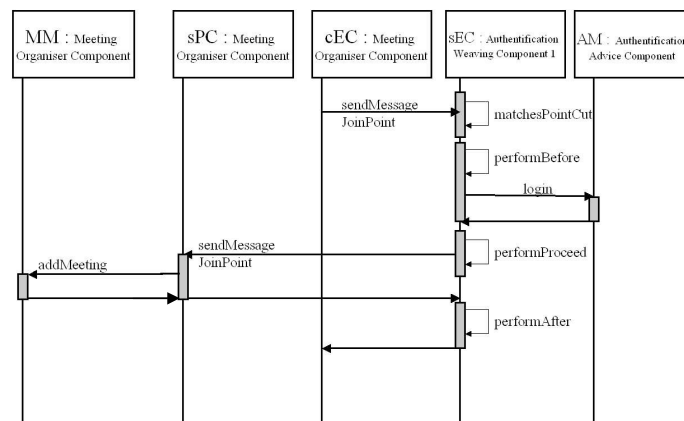 MM : Meeting
Organiser Component
sPC : Meeting
Organiser Component
cEC : Meeting
Organiser Component
sEC : Authentification
Weaving Component 1
AM : Authentification
Advice Component
sendMessage
JoinPoint
matchesPointCut
performBefore
login
sendMessage
JoinPoint
performProceed
addMeeting
performAfter